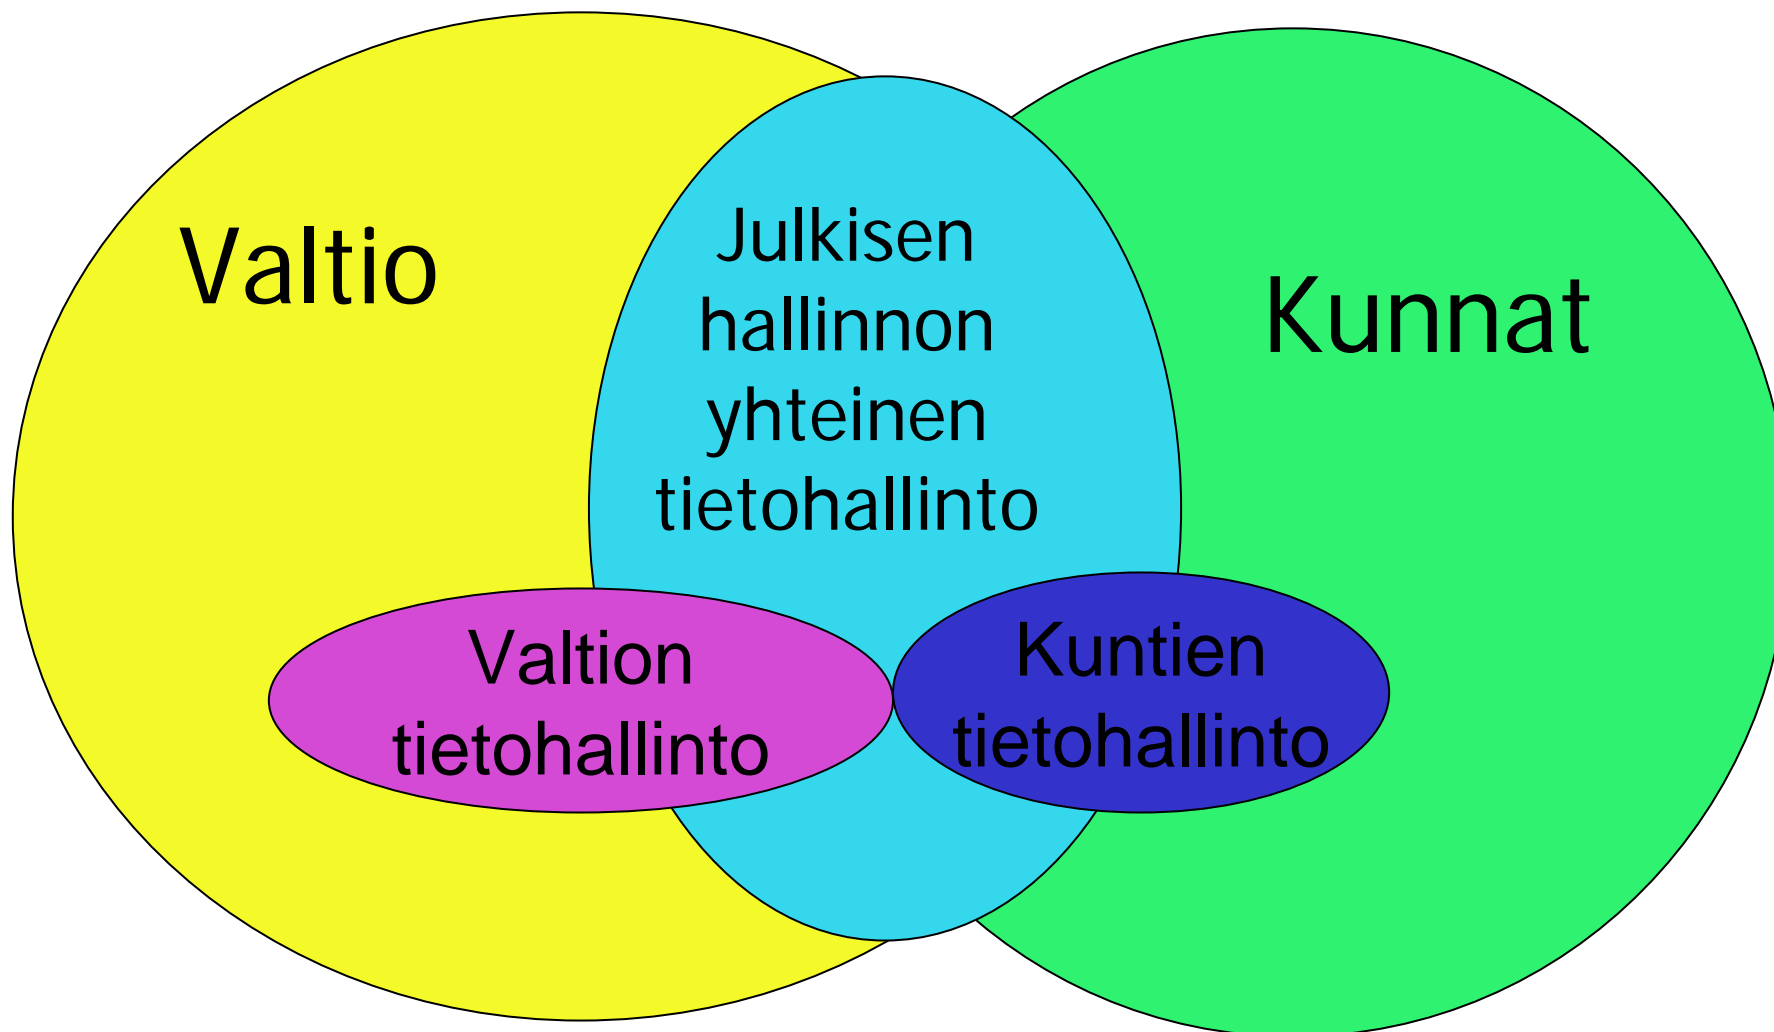 Valtio
Julkisen
hallinnon
yhteinen
tietohallinto
Kunnat
Valtion
tietohallinto
Kuntien
tietohallinto